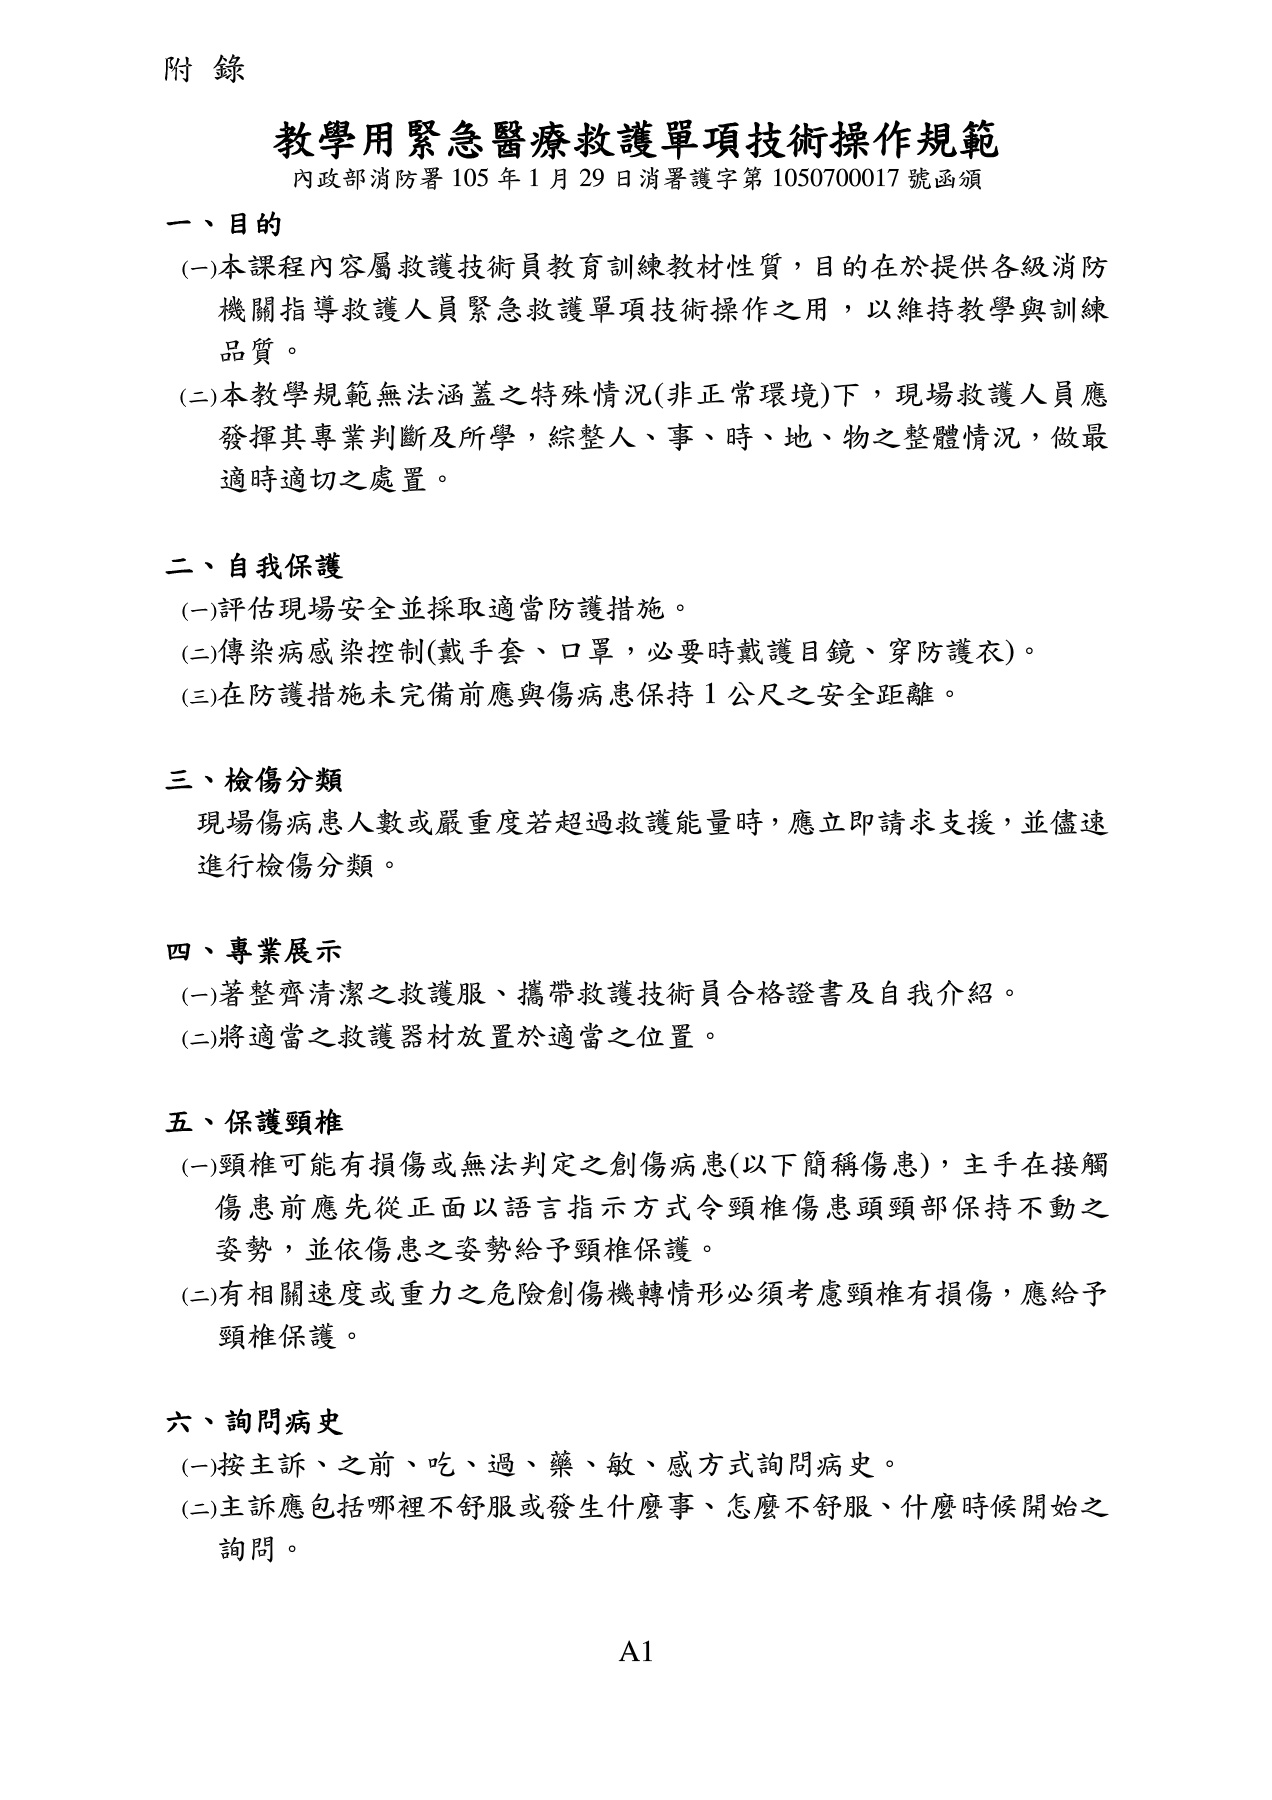 附 錄
教學用緊急醫療救護單項技術操作規範
內政部消防署 105 年 1 月 29 日消署護字第 1050700017 號函頒
一、目的
(一)本課程內容屬救護技術員教育訓練教材性質，目的在於提供各級消防
機關指導救護人員緊急救護單項技術操作之用，以維持教學與訓練
品質。
(二)本教學規範無法涵蓋之特殊情況(非正常環境)下，現場救護人員應
發揮其專業判斷及所學，綜整人、事、時、地、物之整體情況，做最
適時適切之處置。
二、自我保護
(一)評估現場安全並採取適當防護措施。
(二)傳染病感染控制(戴手套、口罩，必要時戴護目鏡、穿防護衣)。
(三)在防護措施未完備前應與傷病患保持 1 公尺之安全距離。
三、檢傷分類
現場傷病患人數或嚴重度若超過救護能量時，應立即請求支援，並儘速
進行檢傷分類。
四、專業展示
(一)著整齊清潔之救護服、攜帶救護技術員合格證書及自我介紹。
(二)將適當之救護器材放置於適當之位置。
五、保護頸椎
(一)頸椎可能有損傷或無法判定之創傷病患(以下簡稱傷患)，主手在接觸
傷患前應先從正面以語言指示方式令頸椎傷患頭頸部保持不動之
姿勢，並依傷患之姿勢給予頸椎保護。
(二)有相關速度或重力之危險創傷機轉情形必須考慮頸椎有損傷，應給予
頸椎保護。
六、詢問病史
(一)按主訴、之前、吃、過、藥、敏、感方式詢問病史。
(二)主訴應包括哪裡不舒服或發生什麼事、怎麼不舒服、什麼時候開始之
詢問。
A1